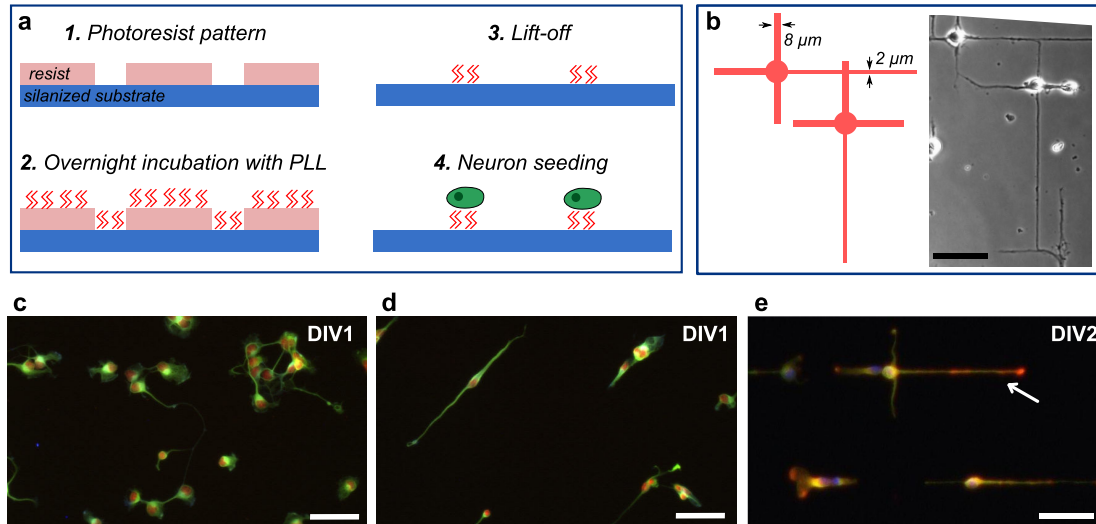 a
1. Photoresist pattern
resist
silanized substrate
2. Overnight incubation with PLL
3. Lift-off
4. Neuron seeding
b
8 µm
2 µm
c
DIV1
d
DIV1
e
DIV2